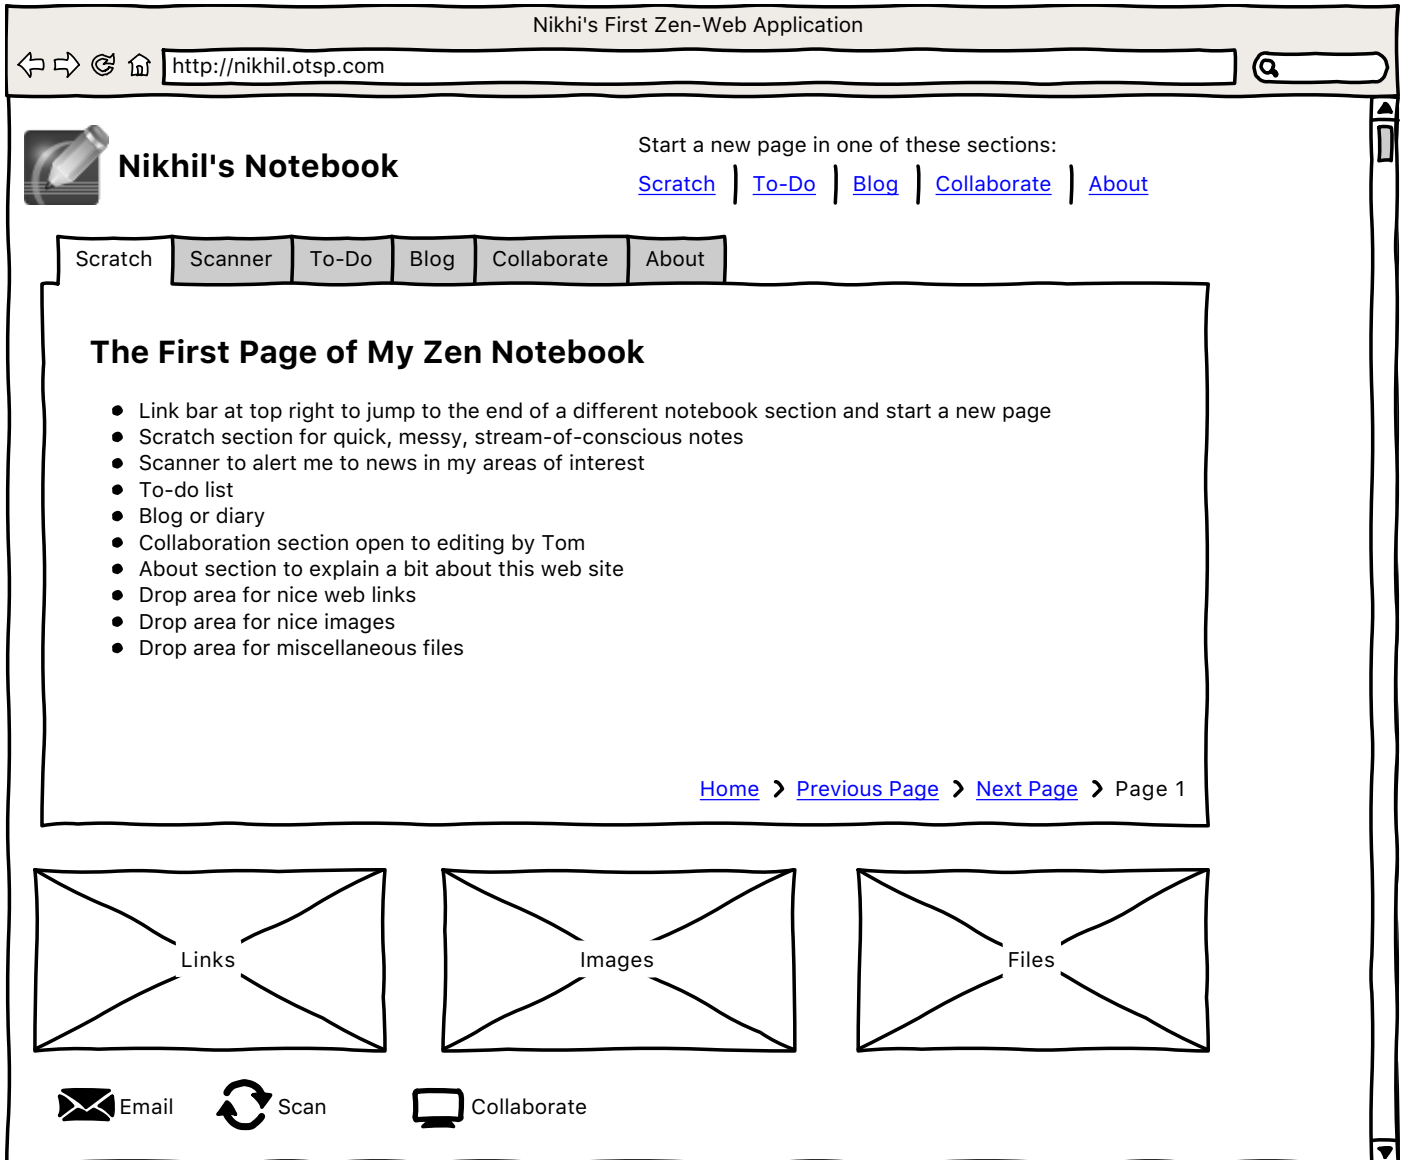 Nikhi's First Zen-Web Application
http://nikhil.otsp.com
Nikhil's Notebook
Start a new page in one of these sections:
Scratch To-Do Blog Collaborate About
Scratch Scanner To-Do Blog Collaborate About
The First Page of My Zen Notebook
Link bar at top right to jump to the end of a different notebook section and start a new page
Scratch section for quick, messy, stream-of-conscious notes
Scanner to alert me to news in my areas of interest
To-do list
Blog or diary
Collaboration section open to editing by Tom
About section to explain a bit about this web site
Drop area for nice web links
Drop area for nice images
Drop area for miscellaneous files
Home Previous Page Next Page Page 1
Links Images Files
Email Scan Collaborate